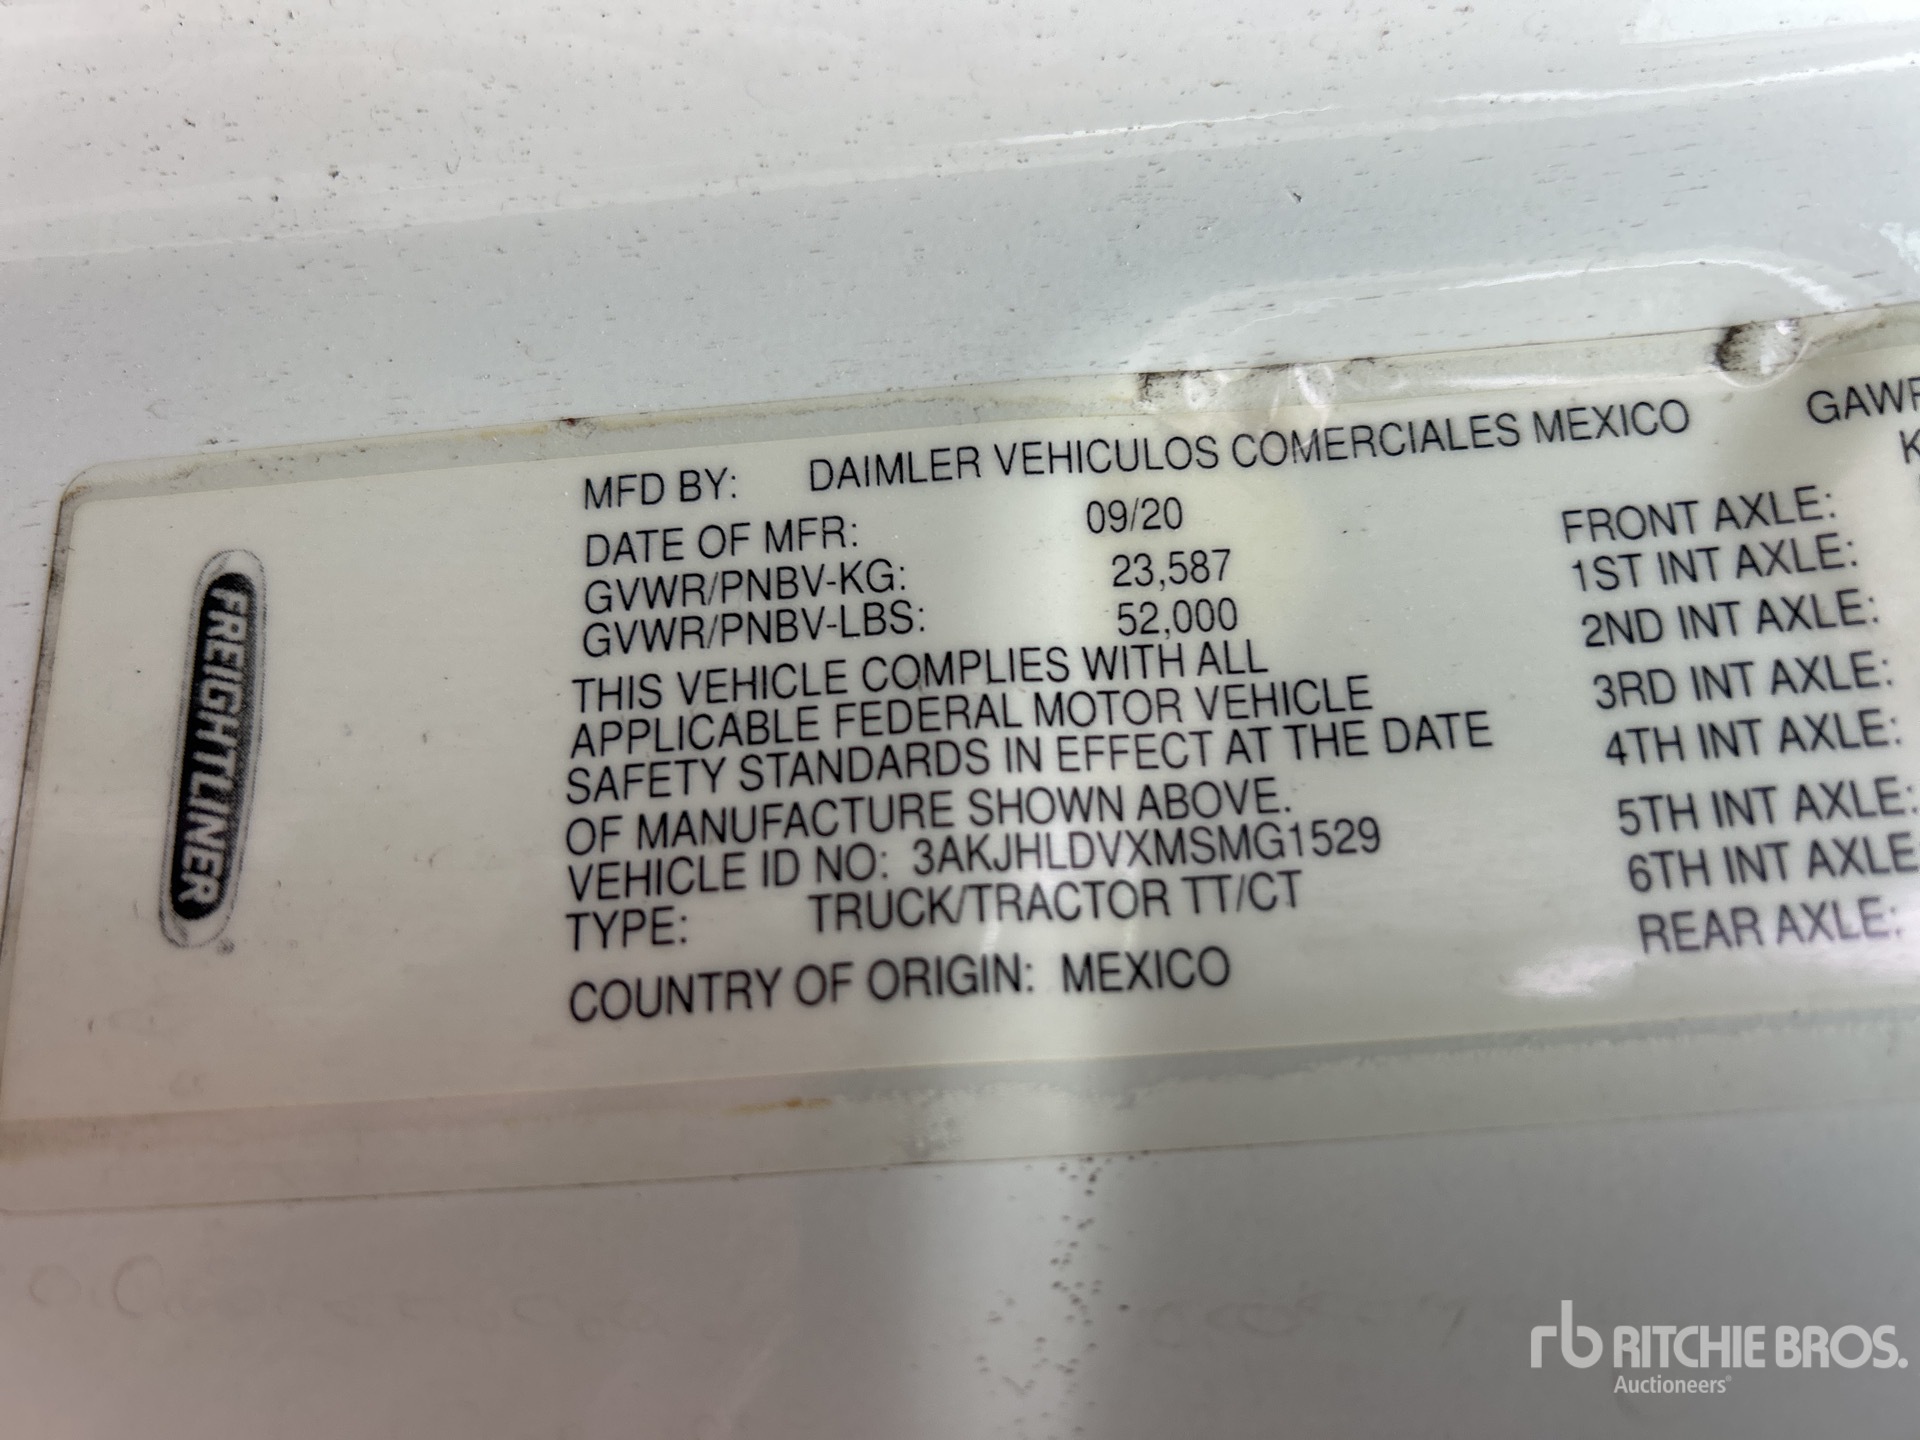 FREIGHTLINER®
MFD BY: DAIMLER VEHICULOS COMERCIALES MEXICO
DATE OF MFR: 09/20
GVWR/PNBV-KG: 23,587
GVWR/PNBV-LBS: 52,000
THIS VEHICLE COMPLIES WITH ALL
APPLICABLE FEDERAL MOTOR VEHICLE
SAFETY STANDARDS IN EFFECT AT THE DATE
OF MANUFACTURE SHOWN ABOVE.
VEHICLE ID NO: 3AKJHLDVXMSMG1529
TYPE: TRUCK/TRACTOR TT/CT
COUNTRY OF ORIGIN: MEXICO
GAWR
K
FRONT AXLE:
1ST INT AXLE:
2ND INT AXLE:
3RD INT AXLE:
4TH INT AXLE:
5TH INT AXLE:
6TH INT AXLE
REAR AXLE:
rb RITCHIE BROS.
Auctioneers®